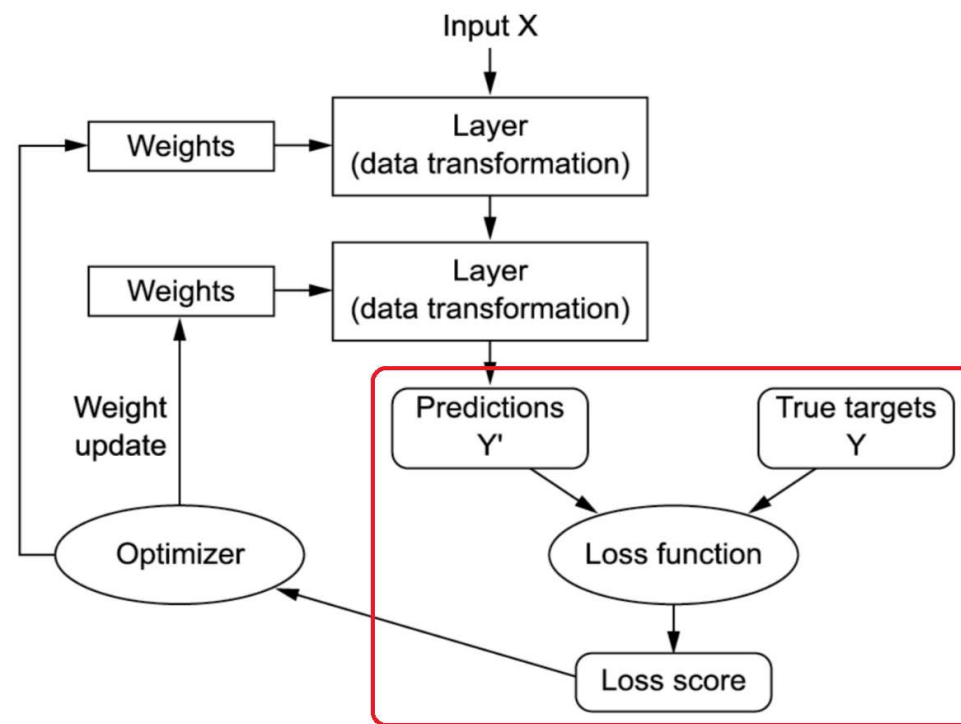 Input X
Layer
(data transformation)
Weights
Layer
(data transformation)
Weights
Weight
update
Predictions
Y'
True targets
Y
Optimizer
Loss function
Loss score